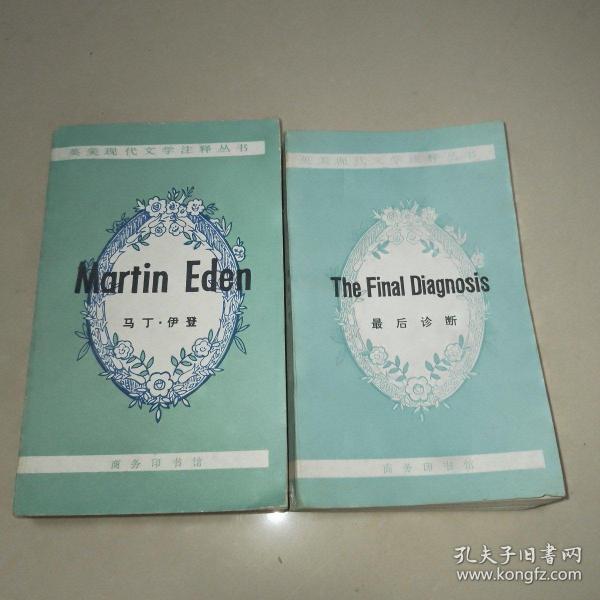 英美现代文学注释丛书
Martin Eden
马丁·伊登
商务印书馆
英美现代文学注释丛书
The Final Diagnosis
最后诊断
商务印书馆
孔夫子旧书网
www.kongfz.com